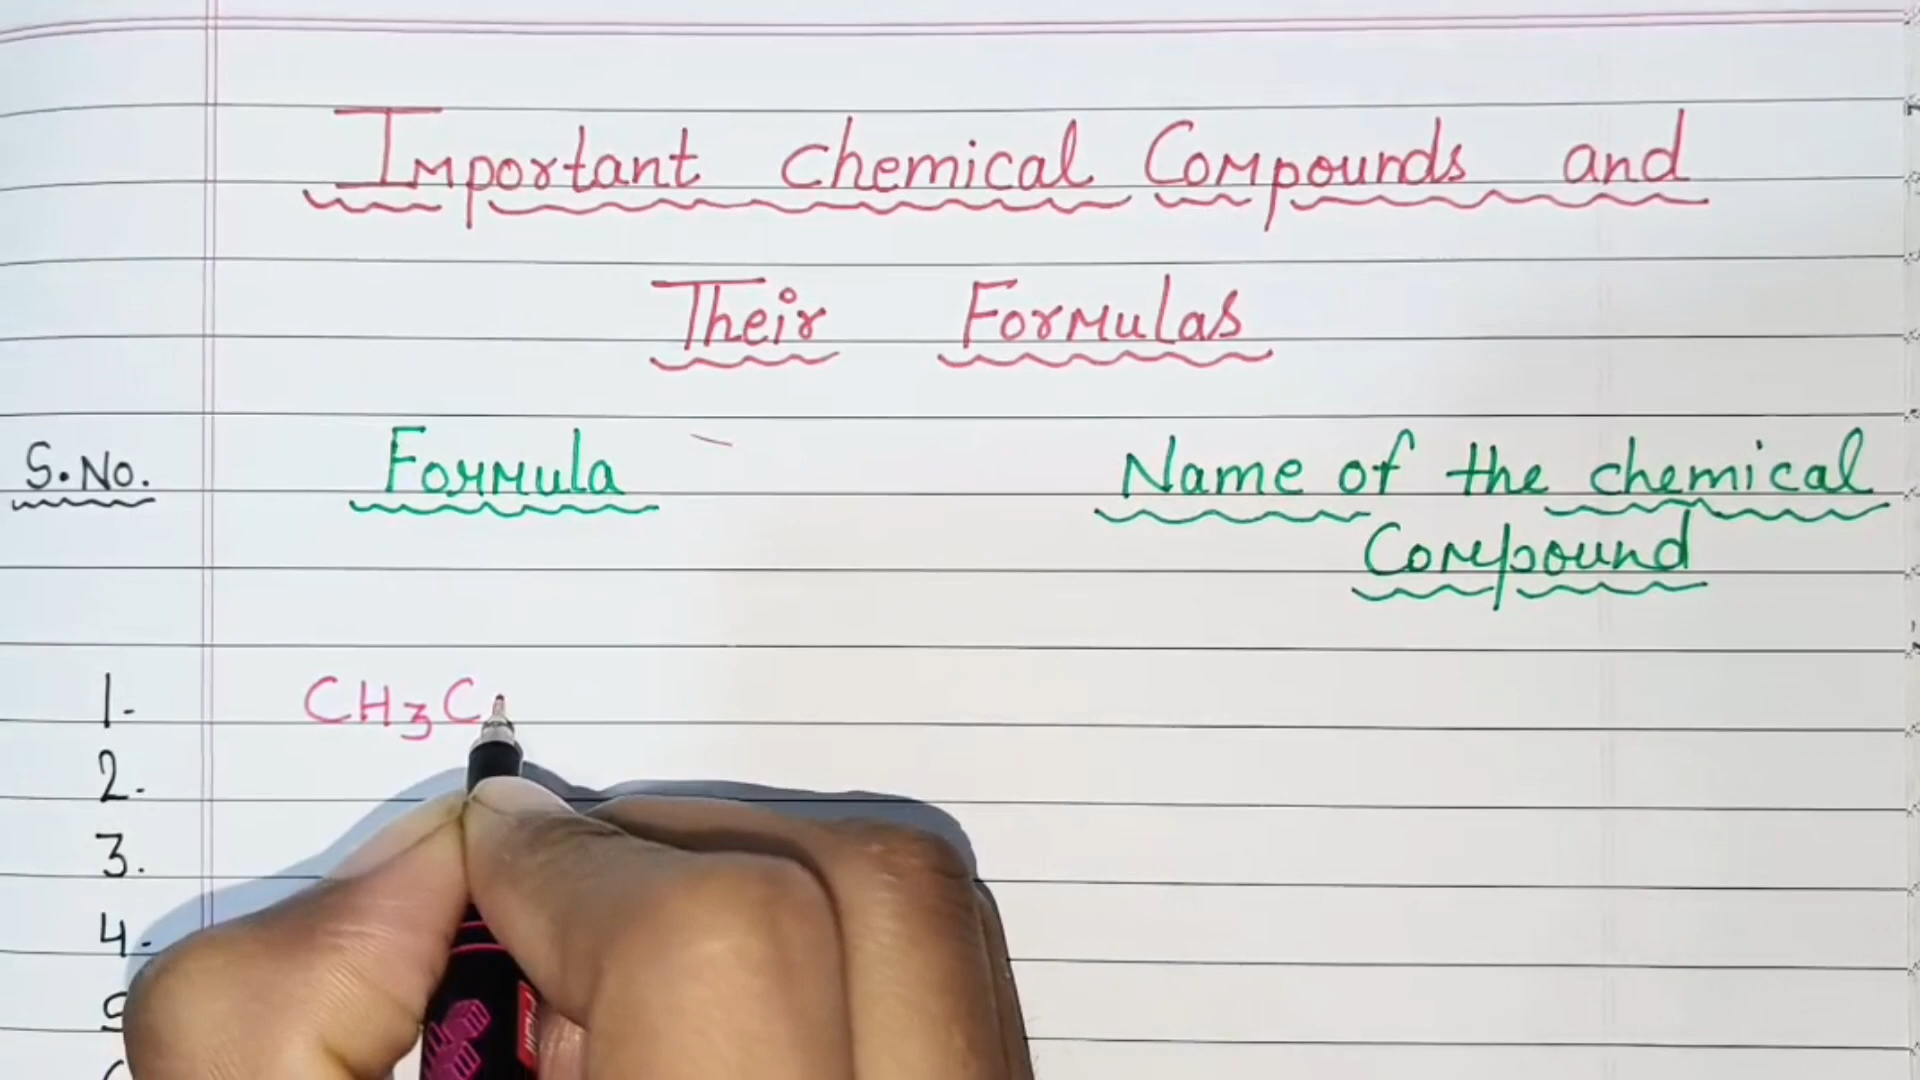 Important Chemical Compounds and
Their Formulas
S.No. Formula Name of the chemical
Compound
1. CH3C
2.
3.
4.